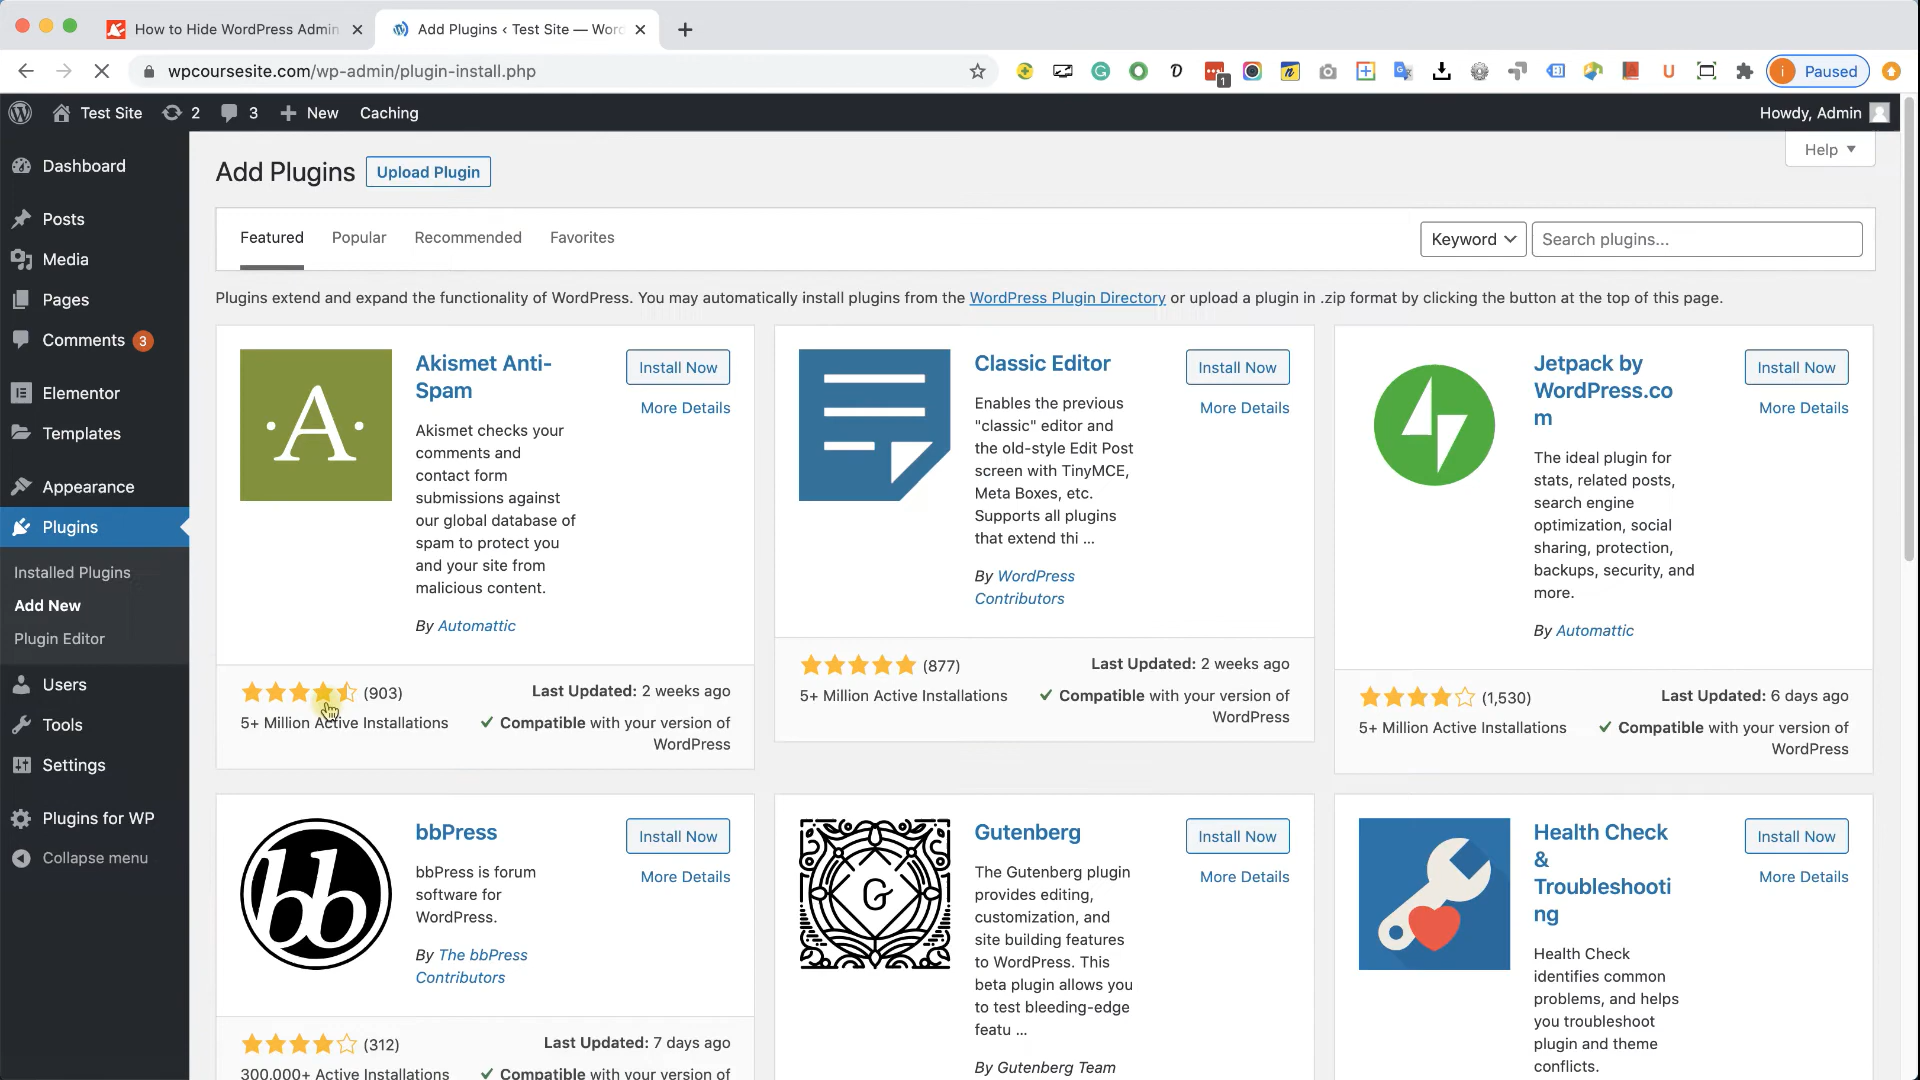 How to Hide WordPress Admin
Add Plugins ‹ Test Site — Word
wpcoursesite.com/wp-admin/plugin-install.php
1
i Paused
Test Site
2
3
New
Caching
Howdy, Admin
Dashboard
Posts
Media
Pages
Comments 3
Elementor
Templates
Appearance
Plugins
Installed Plugins
Add New
Plugin Editor
Users
Tools
Settings
Plugins for WP
Collapse menu
Help
Add Plugins
Upload Plugin
Featured
Popular
Recommended
Favorites
Keyword
Search plugins...
Plugins extend and expand the functionality of WordPress. You may automatically install plugins from the WordPress Plugin Directory or upload a plugin in .zip format by clicking the button at the top of this page.
Akismet Anti-
Spam
Install Now
More Details
Akismet checks your
comments and
contact form
submissions against
our global database of
spam to protect you
and your site from
malicious content.
By Automattic
(903)
Last Updated: 2 weeks ago
5+ Million Active Installations
Compatible with your version of
WordPress
Classic Editor
Install Now
More Details
Enables the previous
"classic" editor and
the old-style Edit Post
screen with TinyMCE,
Meta Boxes, etc.
Supports all plugins
that extend thi ...
By WordPress
Contributors
(877)
Last Updated: 2 weeks ago
5+ Million Active Installations
Compatible with your version of
WordPress
Jetpack by
WordPress.co
m
Install Now
More Details
The ideal plugin for
stats, related posts,
search engine
optimization, social
sharing, protection,
backups, security, and
more.
By Automattic
(1,530)
Last Updated: 6 days ago
5+ Million Active Installations
Compatible with your version of
WordPress
bb
bbPress
Install Now
More Details
bbPress is forum
software for
WordPress.
By The bbPress
Contributors
(312)
Last Updated: 7 days ago
300,000+ Active Installations
Compatible with your version of
G
Gutenberg
Install Now
More Details
The Gutenberg plugin
provides editing,
customization, and
site building features
to WordPress. This
beta plugin allows you
to test bleeding-edge
featu ...
By Gutenberg Team
Health Check
&
Troubleshooti
ng
Install Now
More Details
Health Check
identifies common
problems, and helps
you troubleshoot
plugin and theme
conflicts.